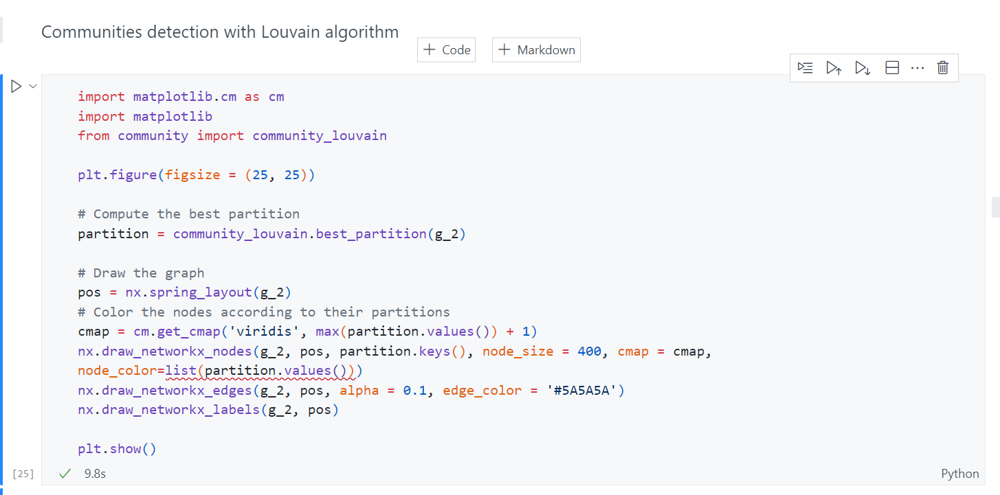 Communities detection with Louvain algorithm
+ Code + Markdown
import matplotlib.cm as cm
import matplotlib
from community import community_louvain
plt.figure(figsize = (25, 25))
# Compute the best partition
partition = community_louvain.best_partition(g_2)
# Draw the graph
pos = nx.spring_layout(g_2)
# Color the nodes according to their partitions
cmap = cm.get_cmap('viridis', max(partition.values()) + 1)
nx.draw_networkx_nodes(g_2, pos, partition.keys(), node_size = 400, cmap = cmap,
node_color=list(partition.values()))
nx.draw_networkx_edges(g_2, pos, alpha = 0.1, edge_color = '#5A5A5A')
nx.draw_networkx_labels(g_2, pos)
plt.show()
[25] 9.8s Python